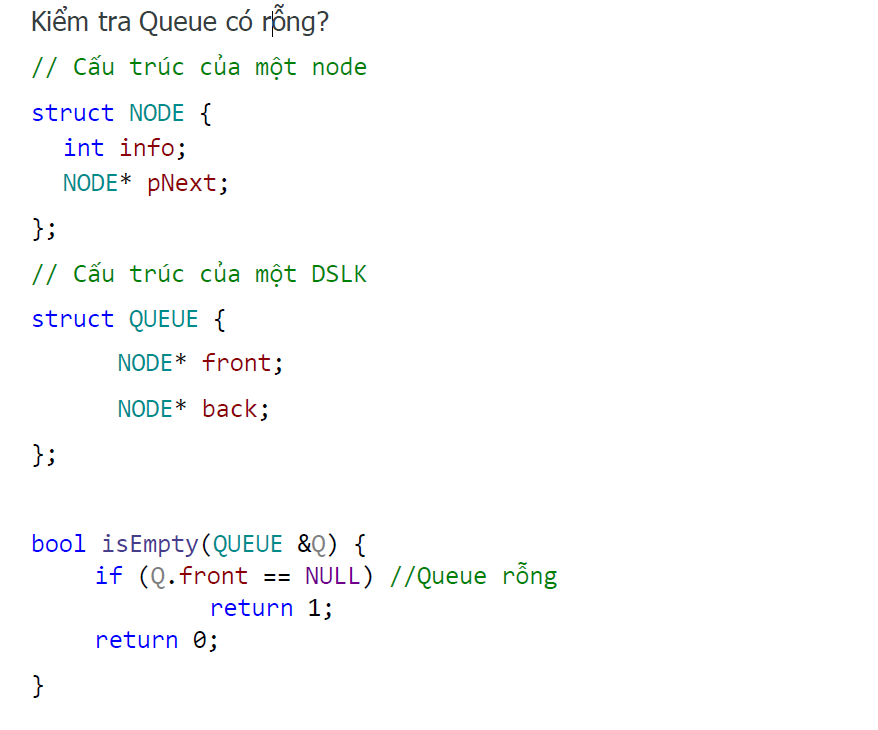 Kiểm tra Queue có rỗng?
// Cấu trúc của một node
struct NODE {
int info;
NODE* pNext;
};
// Cấu trúc của một DSLK
struct QUEUE {
NODE* front;
NODE* back;
};
bool isEmpty(QUEUE &Q) {
if (Q.front == NULL) //Queue rỗng
return 1;
return 0;
}